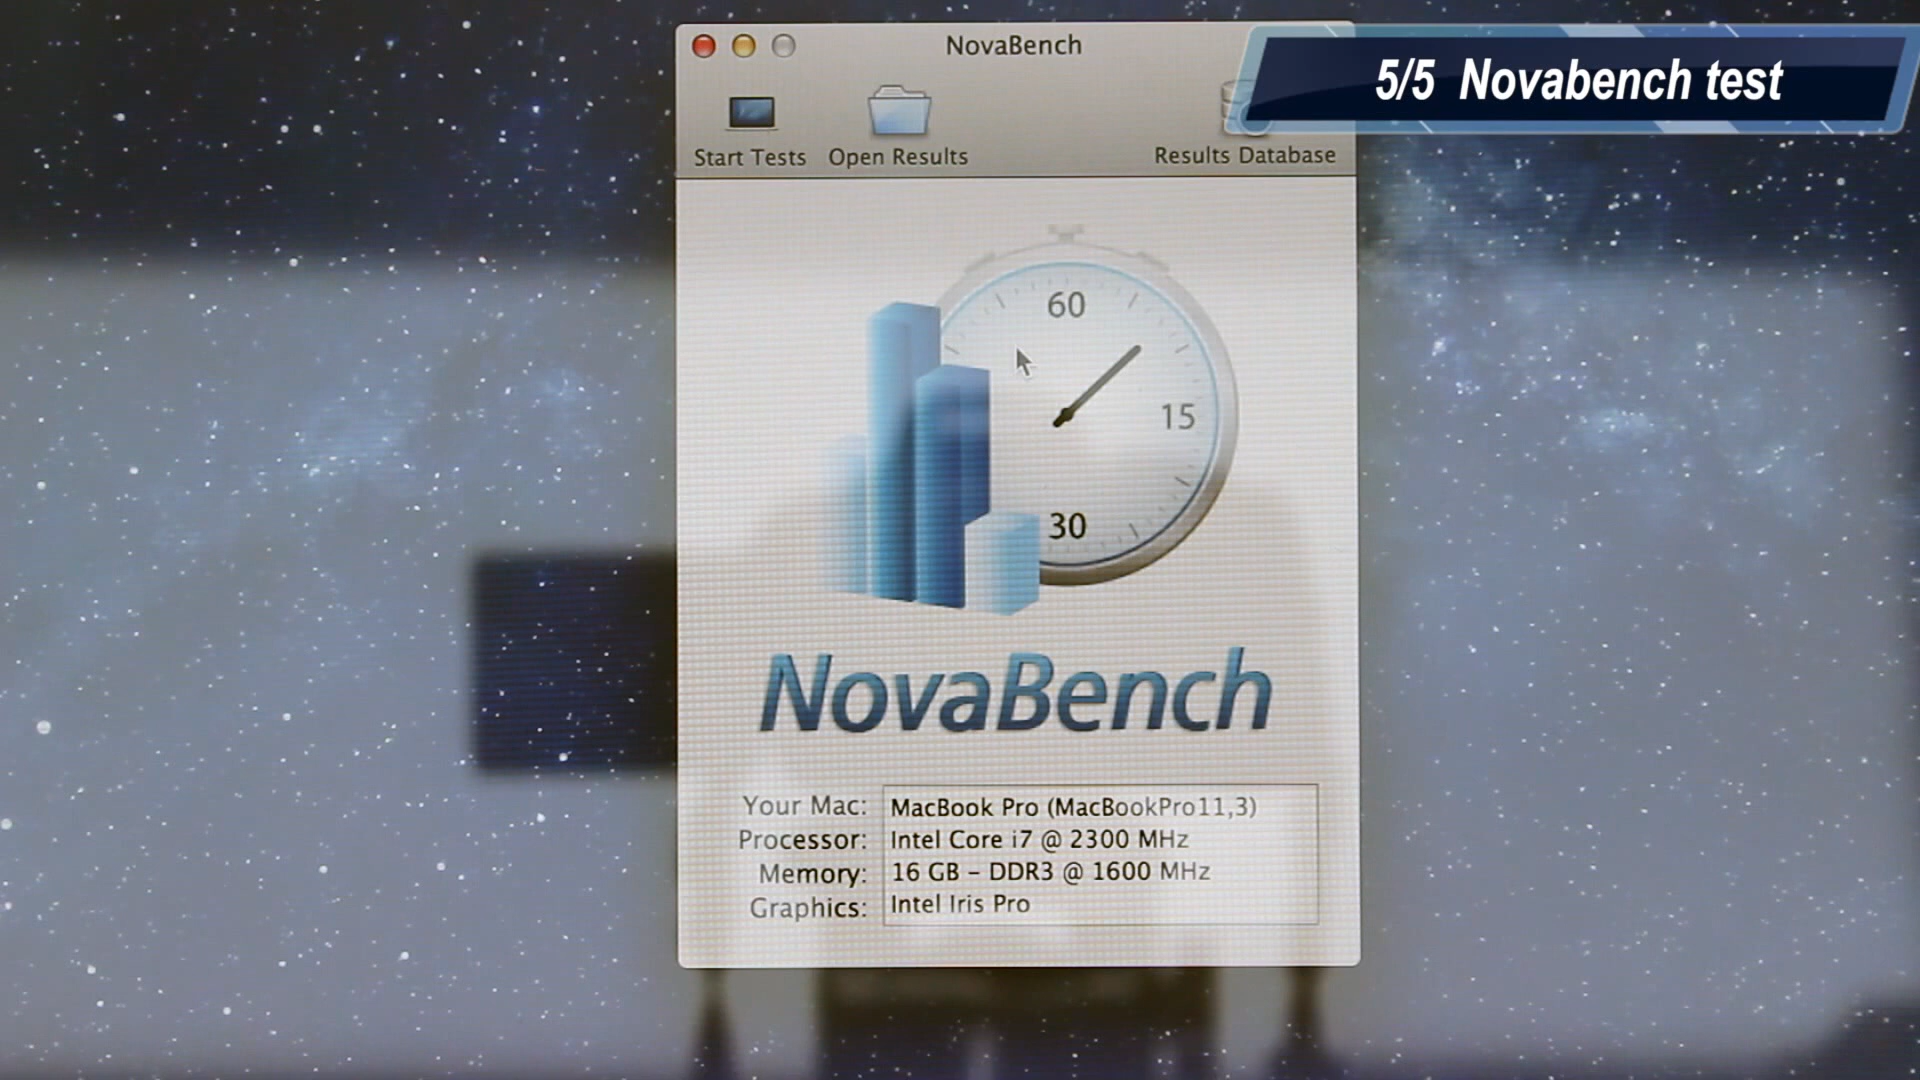 NovaBench
5/5 Novabench test
Start Tests
Open Results
Results Database
60
15
30
NovaBench
Your Mac: MacBook Pro (MacBookPro11,3)
Processor: Intel Core i7 @ 2300 MHz
Memory: 16 GB - DDR3 @ 1600 MHz
Graphics: Intel Iris Pro